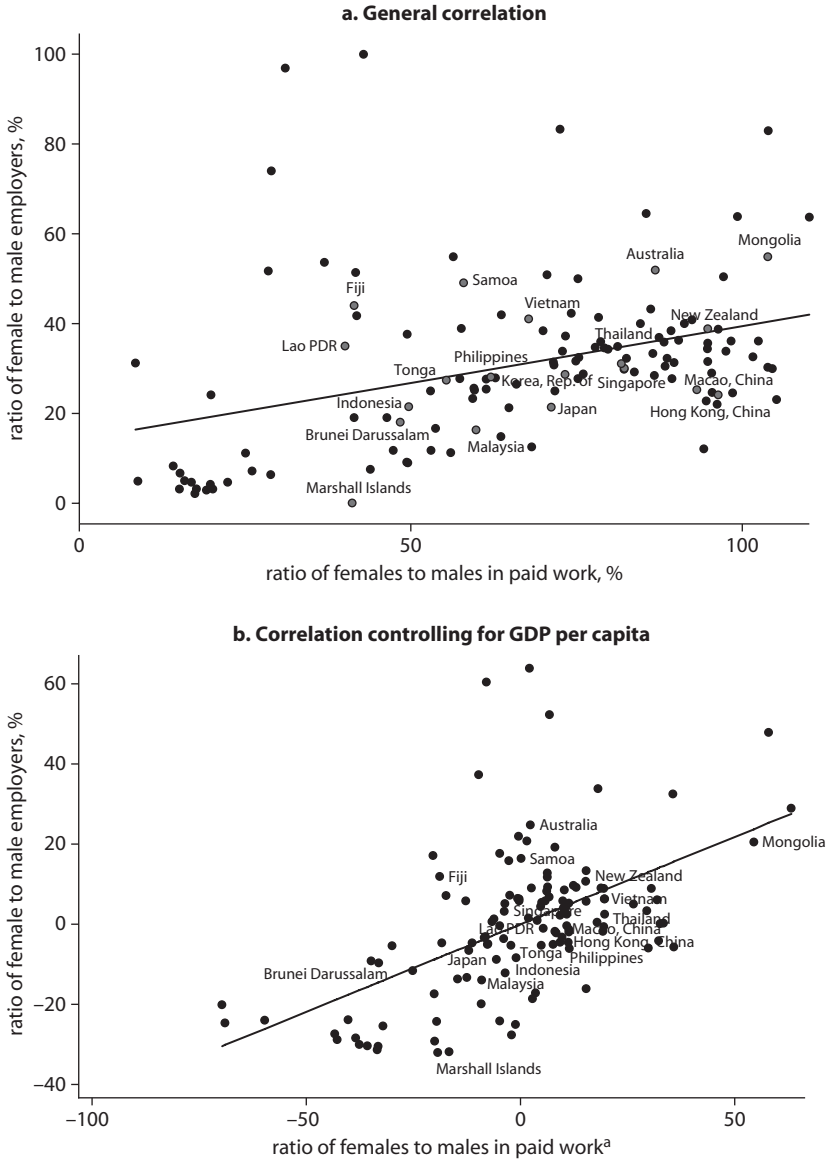 a. General correlation
ratio of female to male employers, %
100
80
60
40
20
0
Mongolia
Australia
Samoa
Fiji
Vietnam
New Zealand
Thailand
Lao PDR
Philippines
Tonga
Korea, Rep. of
Singapore
Macao, China
Indonesia
Japan
Hong Kong, China
Brunei Darussalam
Malaysia
Marshall Islands
0
50
100
ratio of females to males in paid work, %
b. Correlation controlling for GDP per capita
ratio of female to male employers, %
60
40
20
0
−20
−40
Australia
Mongolia
Samoa
Fiji
New Zealand
Vietnam
Singapore
Thailand
Lao PDR
Macao, China
Hong Kong, China
Tonga
Philippines
Japan
Indonesia
Brunei Darussalam
Malaysia
Marshall Islands
−100
−50
0
50
ratio of females to males in paid workᵃ